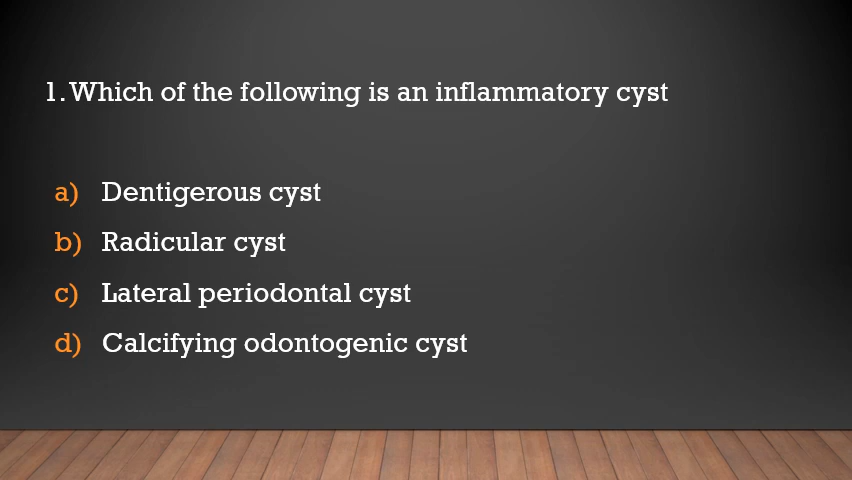 1. Which of the following is an inflammatory cyst
a) Dentigerous cyst
b) Radicular cyst
c) Lateral periodontal cyst
d) Calcifying odontogenic cyst